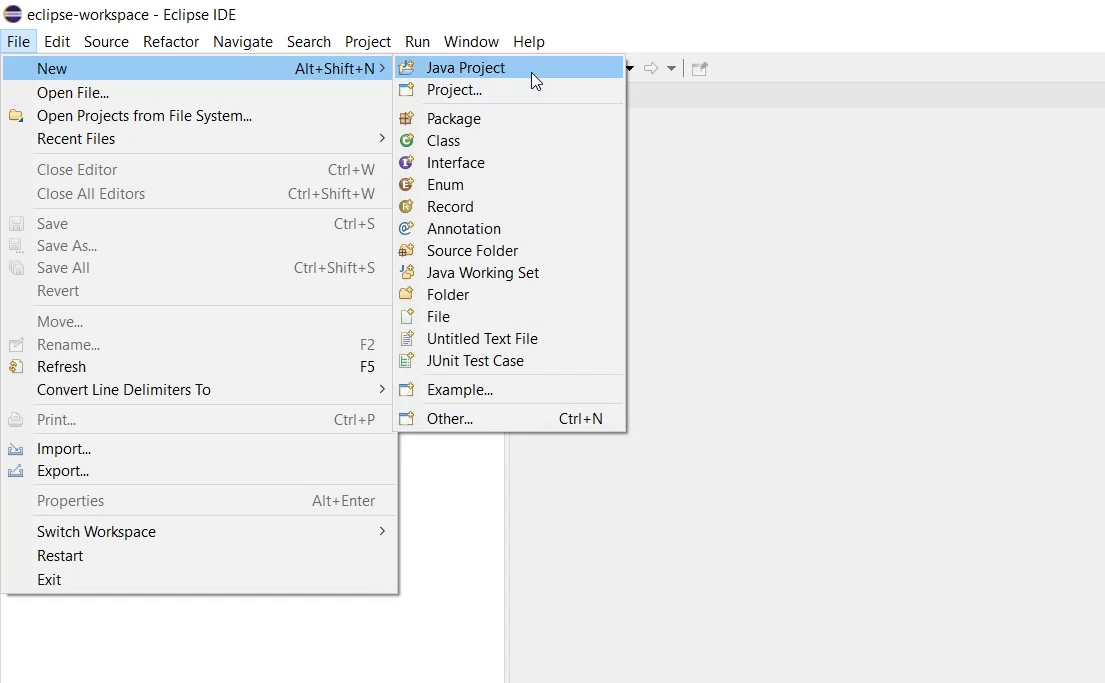 eclipse-workspace - Eclipse IDE
File Edit Source Refactor Navigate Search Project Run Window Help
New Alt+Shift+N >
Open File...
Open Projects from File System...
Recent Files >
Close Editor Ctrl+W
Close All Editors Ctrl+Shift+W
Save Ctrl+S
Save As...
Save All Ctrl+Shift+S
Revert
Move...
Rename... F2
Refresh F5
Convert Line Delimiters To >
Print... Ctrl+P
Import...
Export...
Properties Alt+Enter
Switch Workspace >
Restart
Exit
Java Project
Project...
Package
Class
Interface
Enum
Record
Annotation
Source Folder
Java Working Set
Folder
File
Untitled Text File
JUnit Test Case
Example...
Other... Ctrl+N